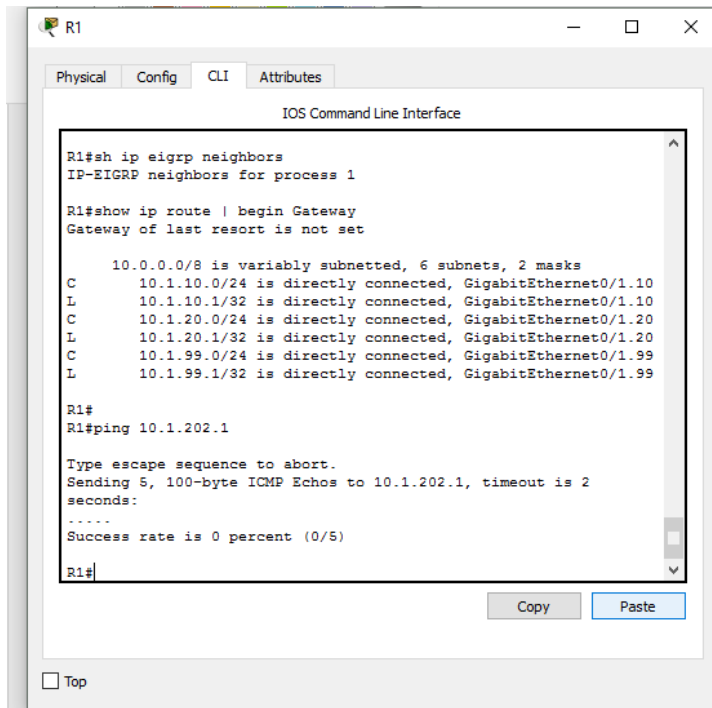 R1
Physical Config CLI Attributes
IOS Command Line Interface
R1#sh ip eigrp neighbors
IP-EIGRP neighbors for process 1
R1#show ip route | begin Gateway
Gateway of last resort is not set
10.0.0.0/8 is variably subnetted, 6 subnets, 2 masks
C 10.1.10.0/24 is directly connected, GigabitEthernet0/1.10
L 10.1.10.1/32 is directly connected, GigabitEthernet0/1.10
C 10.1.20.0/24 is directly connected, GigabitEthernet0/1.20
L 10.1.20.1/32 is directly connected, GigabitEthernet0/1.20
C 10.1.99.0/24 is directly connected, GigabitEthernet0/1.99
L 10.1.99.1/32 is directly connected, GigabitEthernet0/1.99
R1#
R1#ping 10.1.202.1
Type escape sequence to abort.
Sending 5, 100-byte ICMP Echos to 10.1.202.1, timeout is 2
seconds:
.....
Success rate is 0 percent (0/5)
R1#
Copy Paste
Top